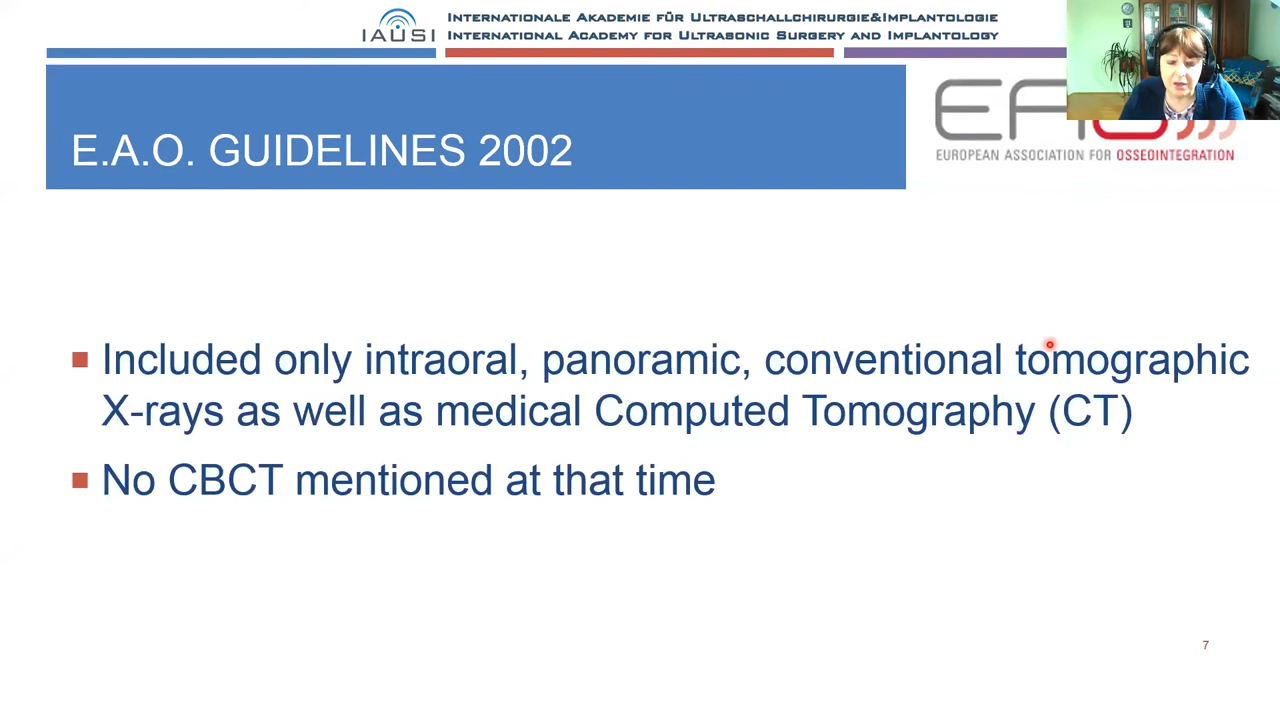 IAUSI
INTERNATIONALE AKADEMIE FÜR ULTRASCHALLCHIRURGIE&IMPLANTOLOGIE
INTERNATIONAL ACADEMY FOR ULTRASONIC SURGERY AND IMPLANTOLOGY
E.A.O. GUIDELINES 2002
EAO
EUROPEAN ASSOCIATION FOR OSSEOINTEGRATION
Included only intraoral, panoramic, conventional tomographic
X-rays as well as medical Computed Tomography (CT)
No CBCT mentioned at that time
7